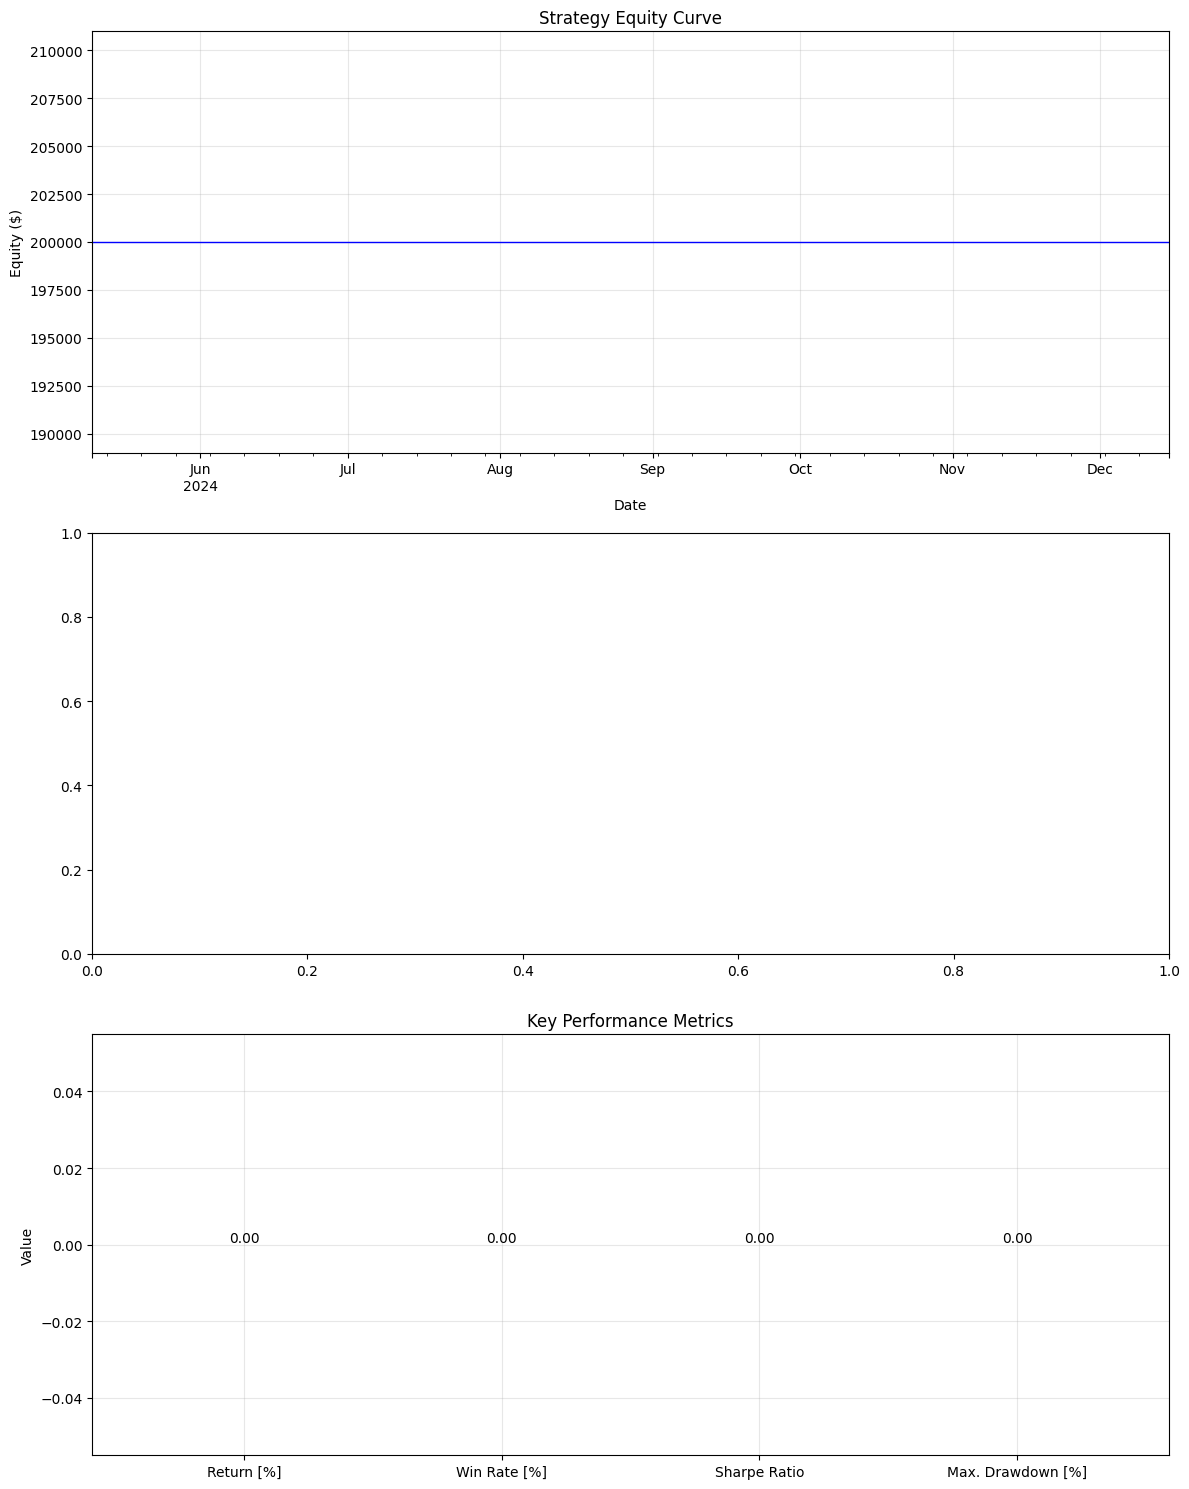 Strategy Equity Curve
Equity ($)
210000
207500
205000
202500
200000
197500
195000
192500
190000
Jun Jul Aug Sep Oct Nov Dec
2024
Date
1.0
0.8
0.6
0.4
0.2
0.0
0.0 0.2 0.4 0.6 0.8 1.0
Key Performance Metrics
Value
0.04
0.02
0.00
−0.02
−0.04
0.00 0.00 0.00 0.00
Return [%] Win Rate [%] Sharpe Ratio Max. Drawdown [%]